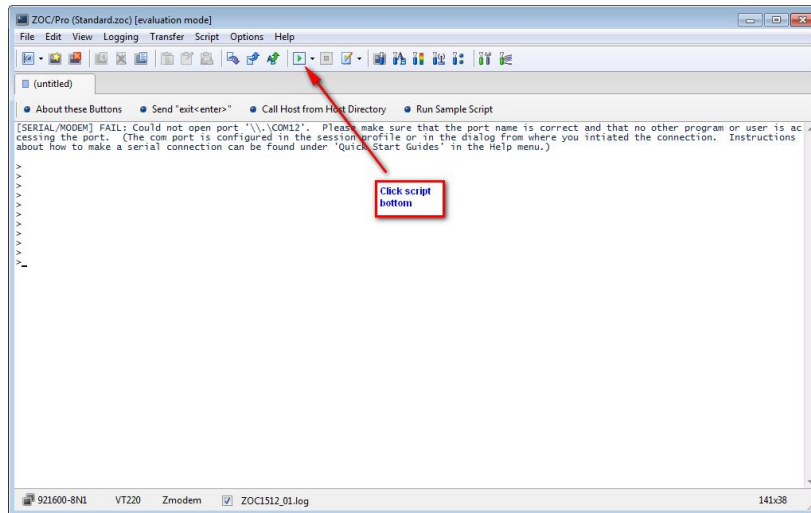 ZOC/Pro (Standard.zoc) [evaluation mode]
File Edit View Logging Transfer Script Options Help
(untitled)
About these Buttons Send "exit<enter>" Call Host from Host Directory Run Sample Script
[SERIAL/MODEM] FAIL: Could not open port '\\.\COM12'. Please make sure that the port name is correct and that no other program or user is ac
cessing the port. (The com port is configured in the session profile or in the dialog from where you intiated the connection. Instructions
about how to make a serial connection can be found under 'Quick Start Guides' in the Help menu.)
>
>
>
>
>
>
>
>
>
>
>_
Click script
bottom
921600-8N1 VT220 Zmodem ZOC1512_01.log 141x38